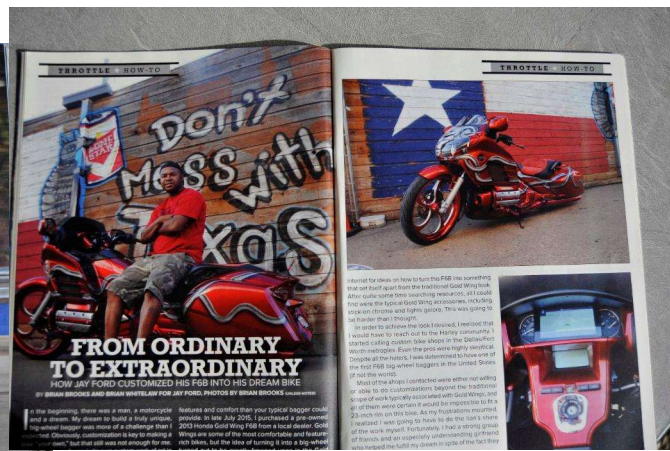 THROTTLE HOW-TO
LONE
STAR
Don't
Mess with
Texas
FROM ORDINARY
TO EXTRAORDINARY
HOW JAY FORD CUSTOMIZED HIS F6B INTO HIS DREAM BIKE
BY BRIAN BROOKS AND BRIAN WHITELAW FOR JAY FORD, PHOTOS BY BRIAN BROOKS
In the beginning, there was a man, a motorcycle
and a dream. My dream to build a truly unique,
big-wheel bagger was more of a challenge than I
expected. Obviously, customization is key to making a
"your own," but that still was not enough for me.
features and comfort than your typical bagger could
provide. In late July 2015, I purchased a pre-owned
2013 Honda Gold Wing F6B from a local dealer. Gold
Wings are some of the most comfortable and feature-
rich bikes, but the idea of turning it into a big-wheel
THROTTLE HOW-TO
internet for ideas on how to turn this F6B into something
that set itself apart from the traditional Gold Wing look.
After quite some time searching resources, all I could
find were the typical Gold Wing accessories, including
stick-on chrome and lights galore. This was going to
be harder than I thought.
In order to achieve the look I desired, I realized that
I would have to reach out to the Harley community. I
started calling custom bike shops in the Dallas/Fort
Worth metroplex. Even the pros were highly skeptical.
Despite all the haters, I was determined to have one of
the first F6B big-wheel baggers in the United States
if not the world.
Most of the shops I contacted were either not willing
or able to do customizations beyond the traditional
scope of work typically associated with Gold Wings, and
all of them were certain it would be impossible to fit a
23-inch rim on this bike. As my frustrations mounted,
I realized I was going to have to do the lion's share
of the work myself. Fortunately, I had a strong group
of friends and an especially understanding girlfriend
who helped me fulfill my dream in spite of the fact they